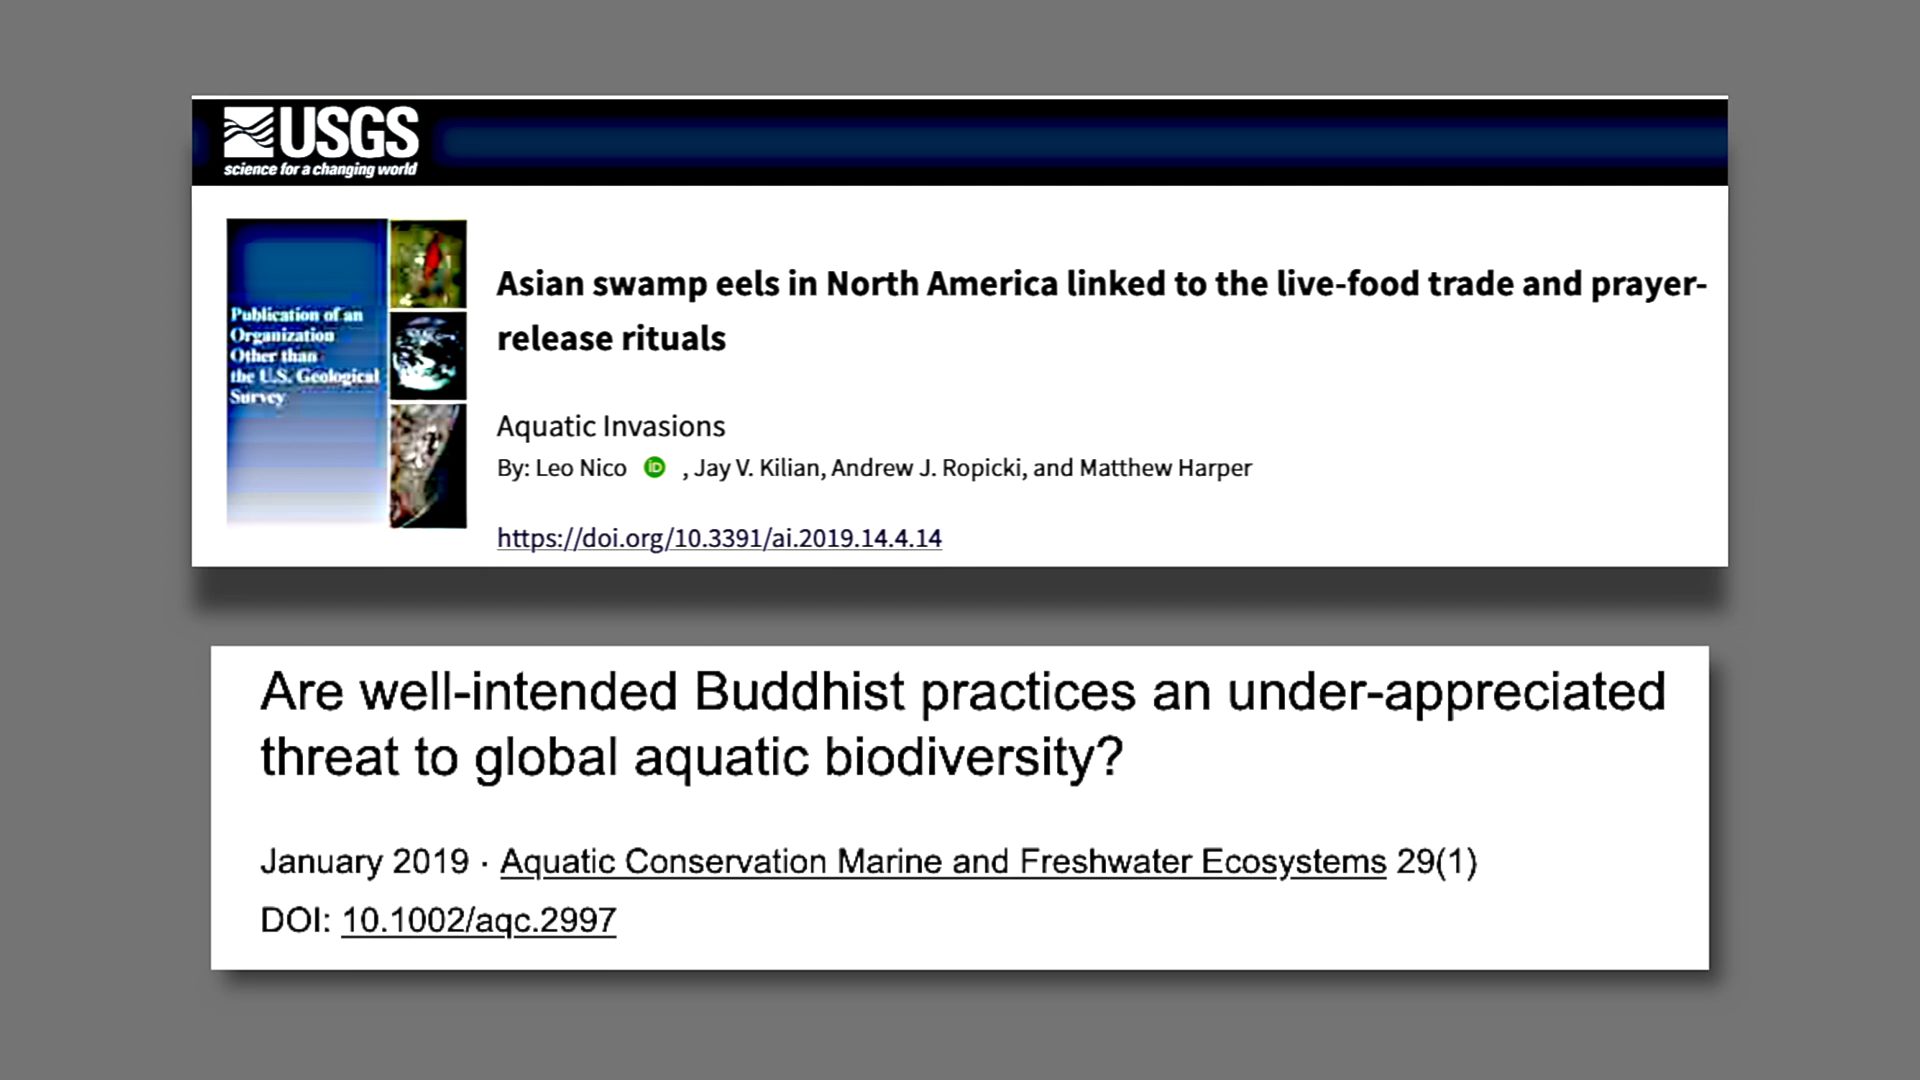 USGS
science for a changing world
Publication of an
Organization
Other than
the U.S. Geological
Survey
Asian swamp eels in North America linked to the live-food trade and prayer-
release rituals
Aquatic Invasions
By: Leo Nico iD , Jay V. Kilian, Andrew J. Ropicki, and Matthew Harper
https://doi.org/10.3391/ai.2019.14.4.14
Are well-intended Buddhist practices an under-appreciated
threat to global aquatic biodiversity?
January 2019 · Aquatic Conservation Marine and Freshwater Ecosystems 29(1)
DOI: 10.1002/aqc.2997